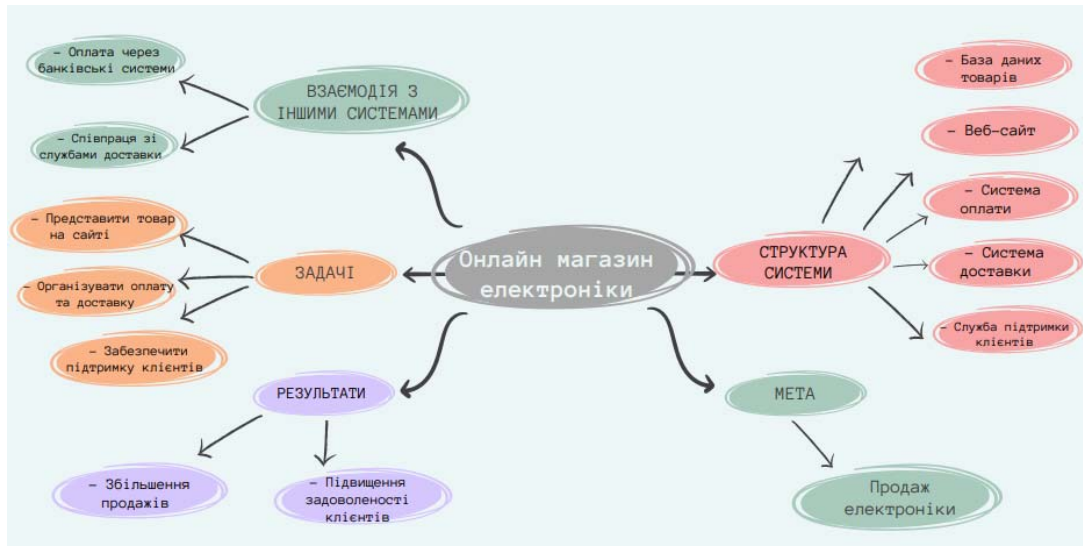 – Оплата через
банківські системи
– Співпраця зі
службами доставки
ВЗАЄМОДІЯ З
ІНШИМИ СИСТЕМАМИ
– Представити товар
на сайті
– Організувати оплату
та доставку
– Забезпечити
підтримку клієнтів
ЗАДАЧІ
Онлайн магазин
електроніки
СТРУКТУРА
СИСТЕМИ
– База даних
товарів
– Веб-сайт
– Система
оплати
– Система
доставки
– Служба підтримки
клієнтів
РЕЗУЛЬТАТИ
– Збільшення
продажів
– Підвищення
задоволеності
клієнтів
МЕТА
Продаж
електроніки